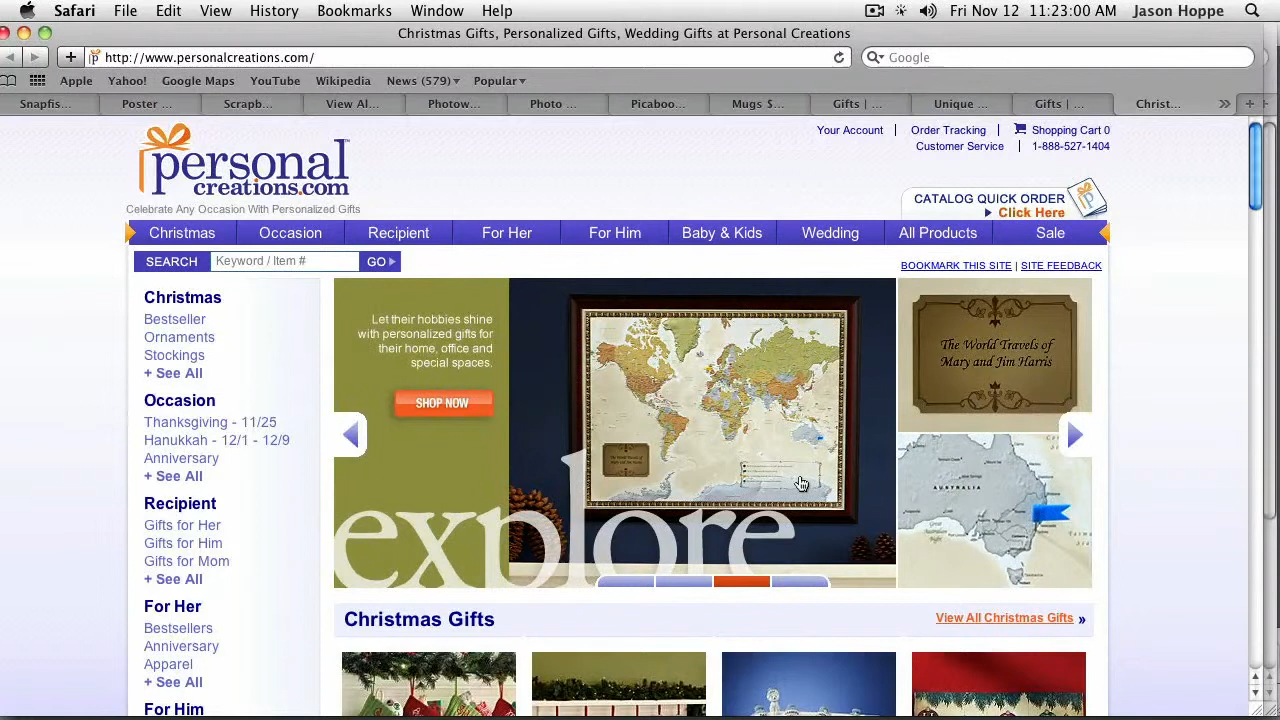 Safari File Edit View History Bookmarks Window Help Fri Nov 12 11:23:00 AM Jason Hoppe
Christmas Gifts, Personalized Gifts, Wedding Gifts at Personal Creations
http://www.personalcreations.com/ Google
Apple Yahoo! Google Maps YouTube Wikipedia News (579) Popular
Snapfis... Poster ... Scrapb... View Al... Photow... Photo ... Picaboo... Mugs S... Gifts | ... Unique ... Gifts | ... Christ...
Your Account | Order Tracking | Shopping Cart 0
Customer Service | 1-888-527-1404
personal
creations.com
Celebrate Any Occasion With Personalized Gifts
CATALOG QUICK ORDER
Click Here
Christmas Occasion Recipient For Her For Him Baby & Kids Wedding All Products Sale
SEARCH Keyword / Item # GO
BOOKMARK THIS SITE | SITE FEEDBACK
Christmas
Bestseller
Ornaments
Stockings
+ See All
Occasion
Thanksgiving - 11/25
Hanukkah - 12/1 - 12/9
Anniversary
+ See All
Recipient
Gifts for Her
Gifts for Him
Gifts for Mom
+ See All
For Her
Bestsellers
Anniversary
Apparel
+ See All
For Him
Let their hobbies shine
with personalized gifts for
their home, office and
special spaces.
SHOP NOW
explore
The World Travels of
Mary and Jim Harris
AUSTRALIA
Christmas Gifts
View All Christmas Gifts »